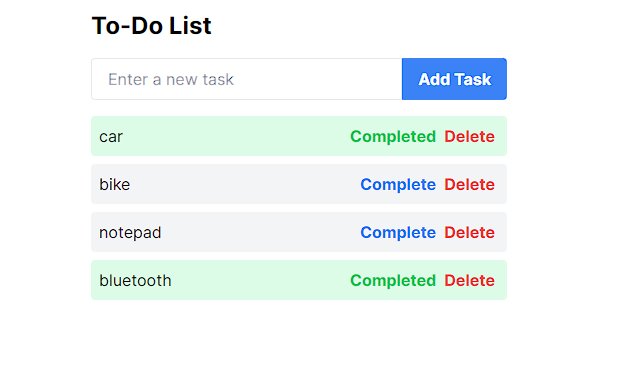 To-Do List
Enter a new task Add Task
car Completed Delete
bike Complete Delete
notepad Complete Delete
bluetooth Completed Delete